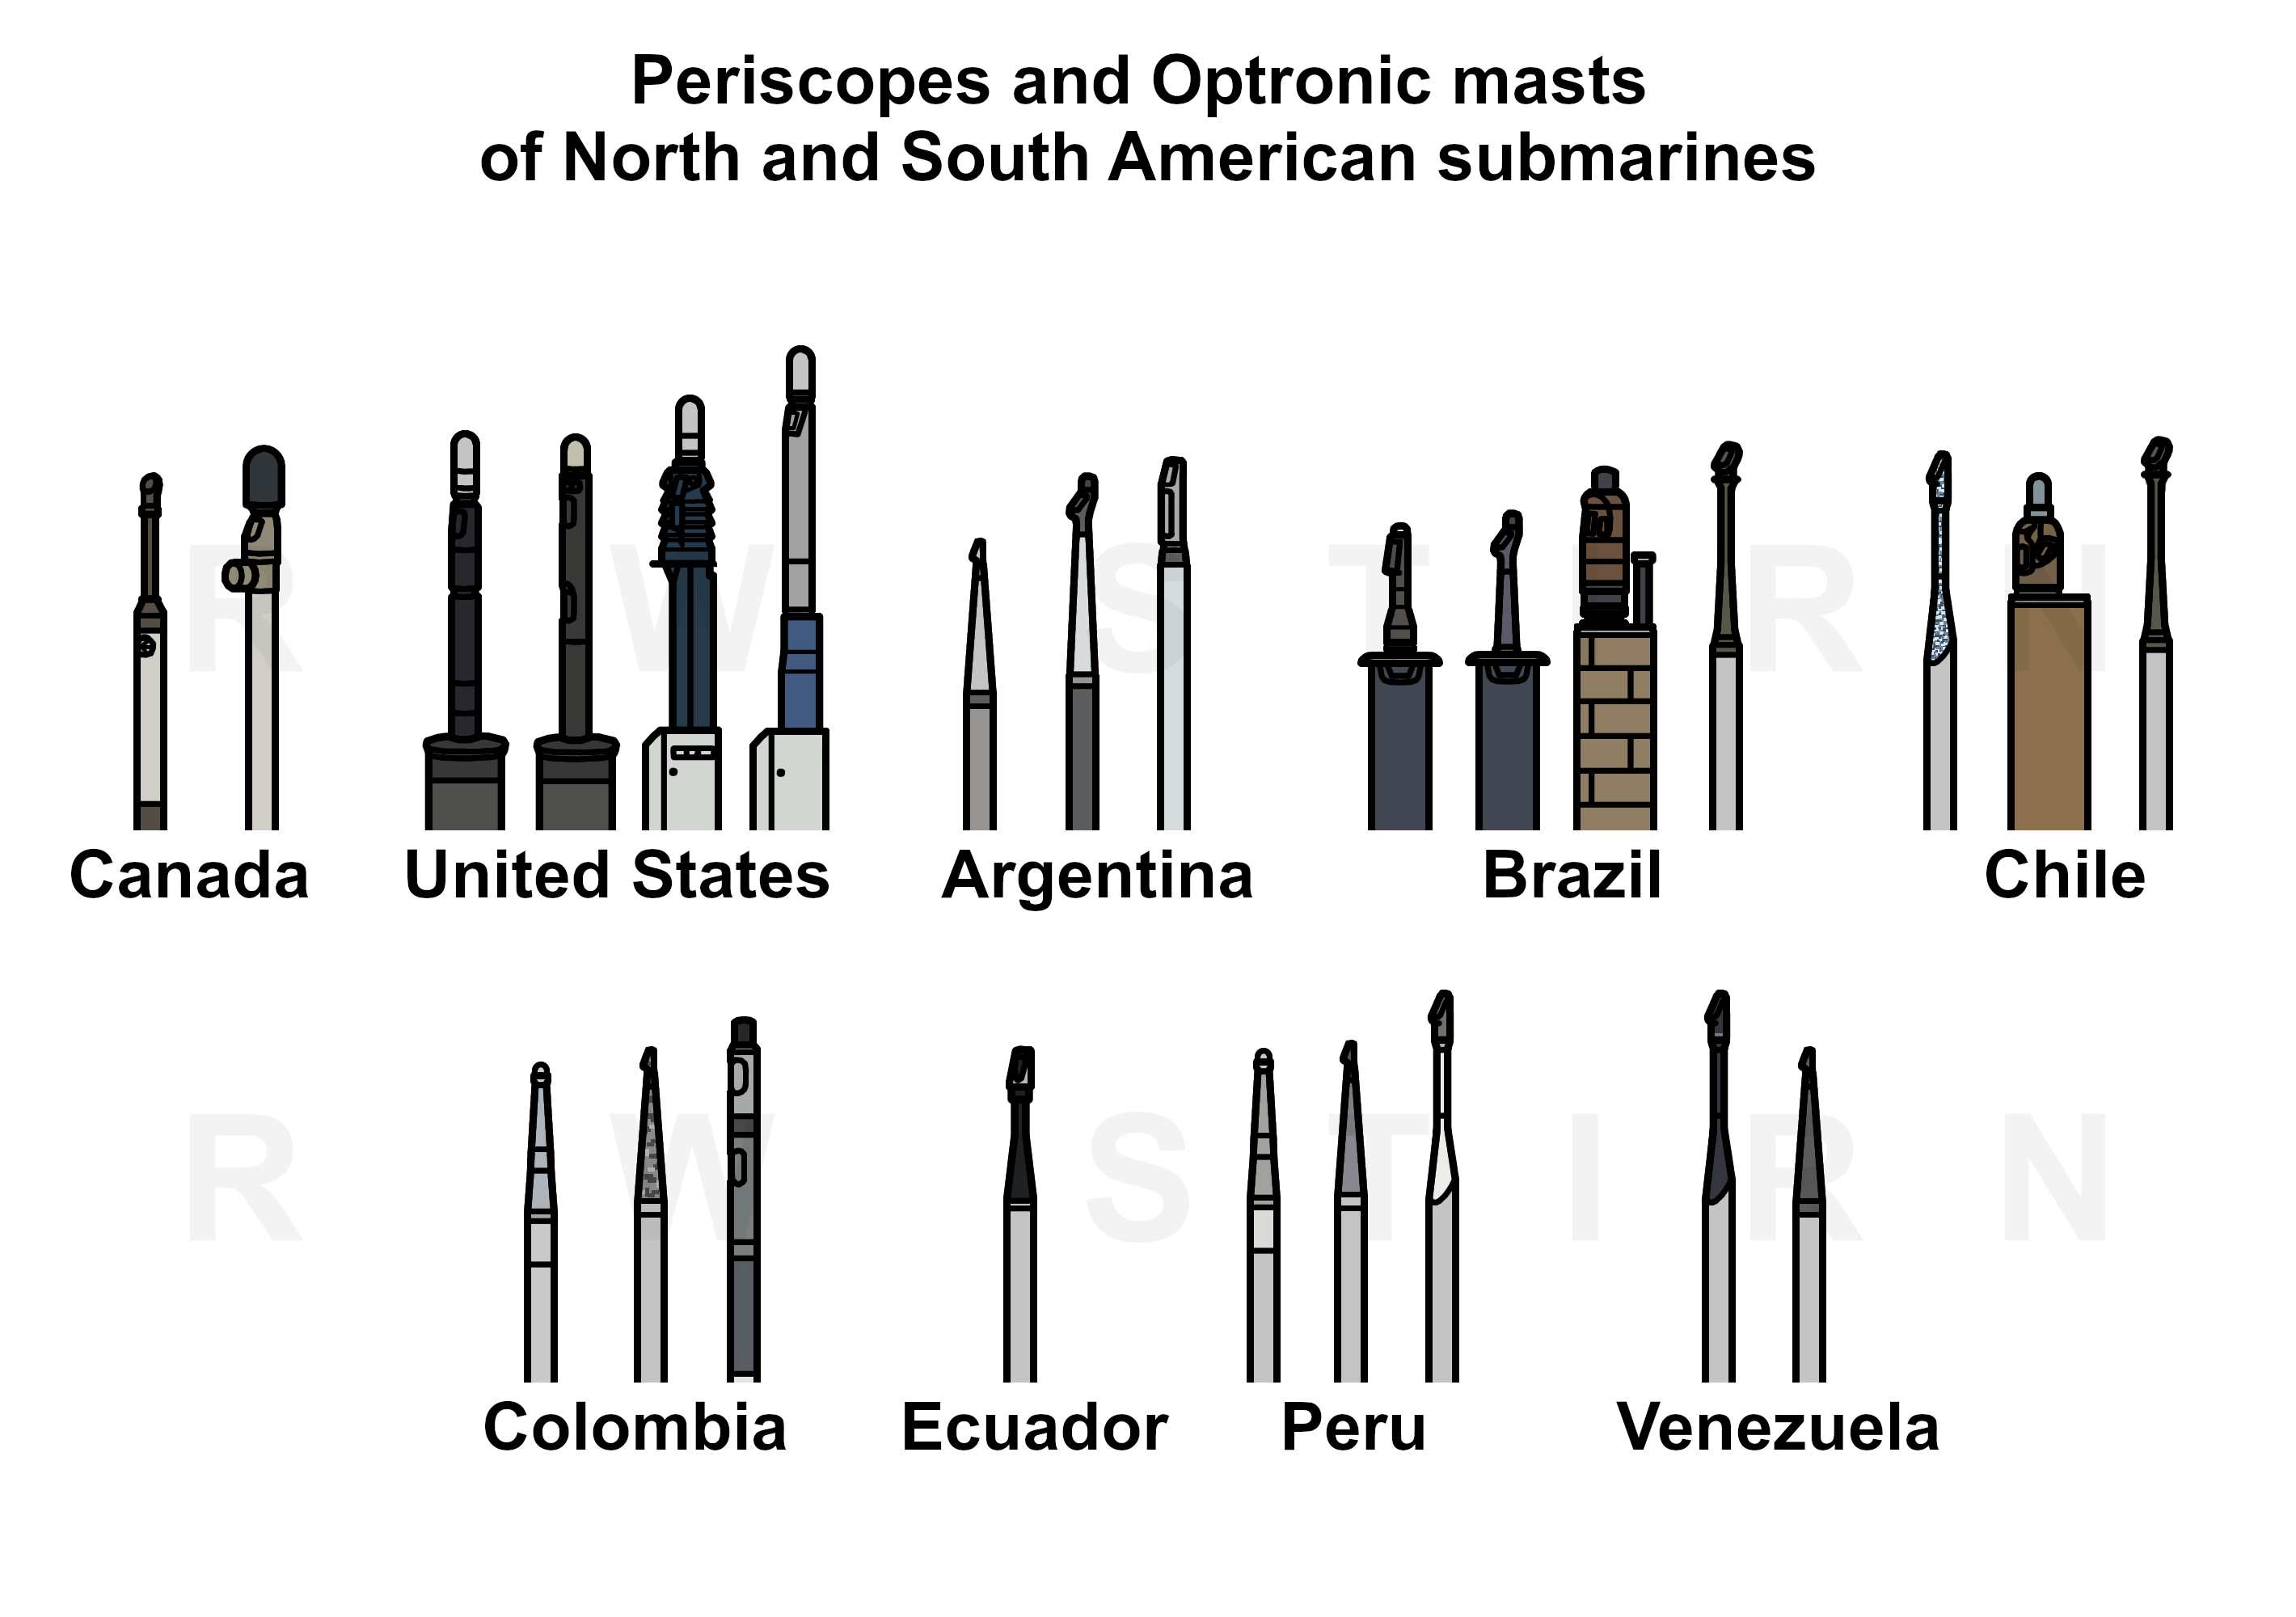 Periscopes and Optronic masts
of North and South American submarines
R W S T I R N
Canada United States Argentina Brazil Chile
R W S T I R N
Colombia Ecuador Peru Venezuela